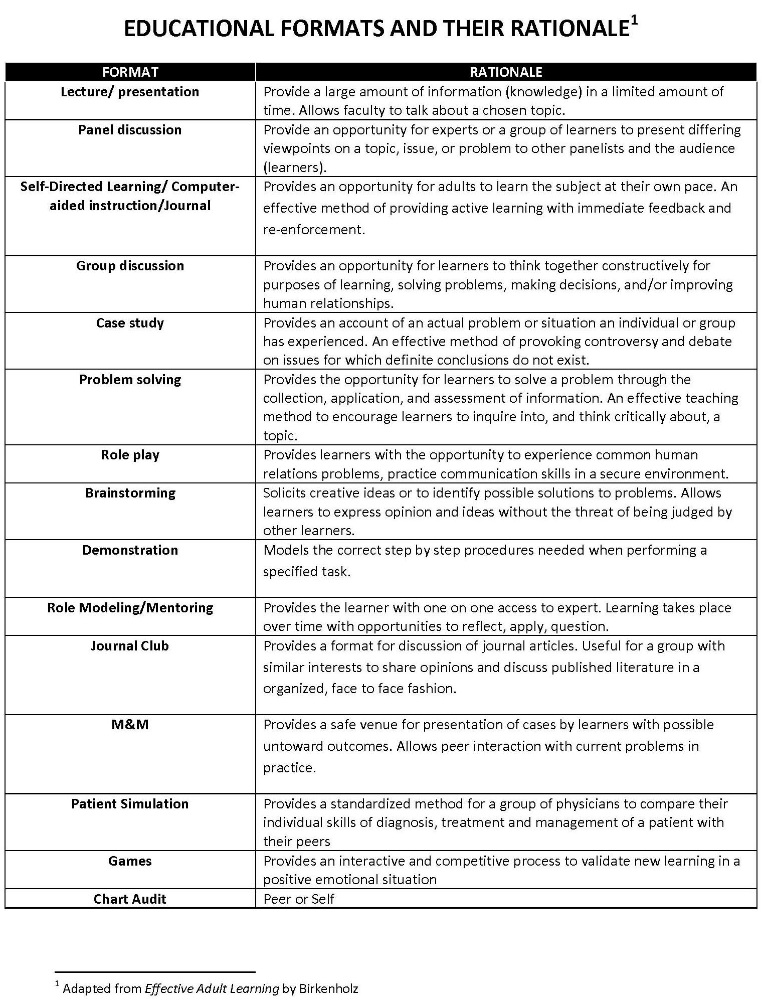 EDUCATIONAL FORMATS AND THEIR RATIONALE1
FORMAT RATIONALE
Lecture/ presentation Provide a large amount of information (knowledge) in a limited amount of
time. Allows faculty to talk about a chosen topic.
Panel discussion Provide an opportunity for experts or a group of learners to present differing
viewpoints on a topic, issue, or problem to other panelists and the audience
(learners).
Self-Directed Learning/ Computer- Provides an opportunity for adults to learn the subject at their own pace. An
aided instruction/Journal effective method of providing active learning with immediate feedback and
re-enforcement.
Group discussion Provides an opportunity for learners to think together constructively for
purposes of learning, solving problems, making decisions, and/or improving
human relationships.
Case study Provides an account of an actual problem or situation an individual or group
has experienced. An effective method of provoking controversy and debate
on issues for which definite conclusions do not exist.
Problem solving Provides the opportunity for learners to solve a problem through the
collection, application, and assessment of information. An effective teaching
method to encourage learners to inquire into, and think critically about, a
topic.
Role play Provides learners with the opportunity to experience common human
relations problems, practice communication skills in a secure environment.
Brainstorming Solicits creative ideas or to identify possible solutions to problems. Allows
learners to express opinion and ideas without the threat of being judged by
other learners.
Demonstration Models the correct step by step procedures needed when performing a
specified task.
Role Modeling/Mentoring Provides the learner with one on one access to expert. Learning takes place
over time with opportunities to reflect, apply, question.
Journal Club Provides a format for discussion of journal articles. Useful for a group with
similar interests to share opinions and discuss published literature in a
organized, face to face fashion.
M&M Provides a safe venue for presentation of cases by learners with possible
untoward outcomes. Allows peer interaction with current problems in
practice.
Patient Simulation Provides a standardized method for a group of physicians to compare their
individual skills of diagnosis, treatment and management of a patient with
their peers
Games Provides an interactive and competitive process to validate new learning in a
positive emotional situation
Chart Audit Peer or Self
1 Adapted from Effective Adult Learning by Birkenholz